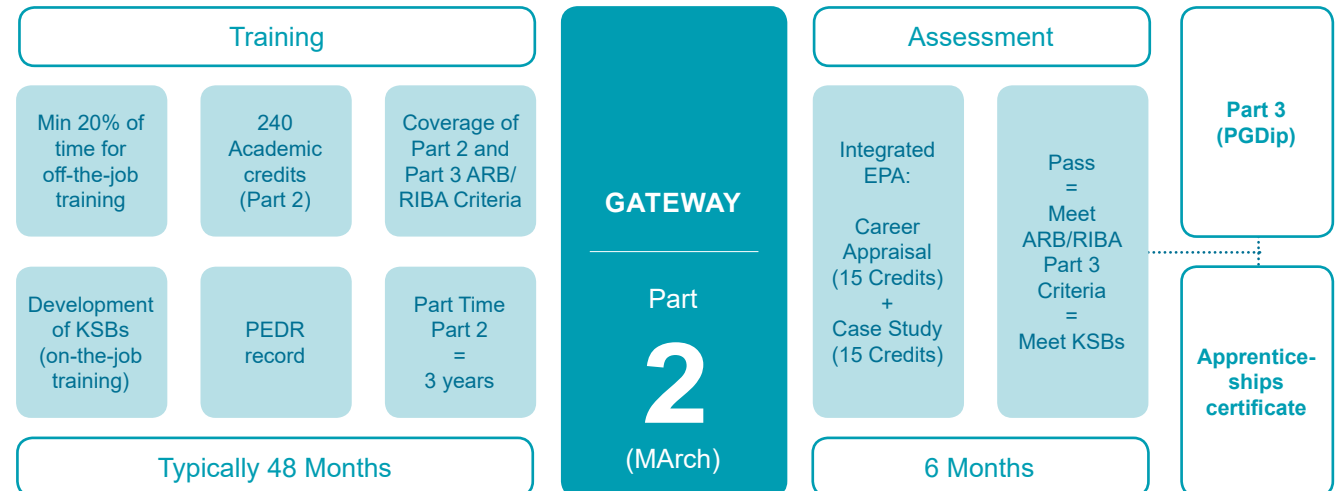 Training
Min 20% of
time for
off-the-job
training
240
Academic
credits
(Part 2)
Coverage of
Part 2 and
Part 3 ARB/
RIBA Criteria
Development
of KSBs
(on-the-job
training)
PEDR
record
Part Time
Part 2
=
3 years
Typically 48 Months
GATEWAY
Part
2
(MArch)
Assessment
Integrated
EPA:
Career
Appraisal
(15 Credits)
+
Case Study
(15 Credits)
Pass
=
Meet
ARB/RIBA
Part 3
Criteria
=
Meet KSBs
6 Months
Part 3
(PGDip)
Apprentice-
ships
certificate